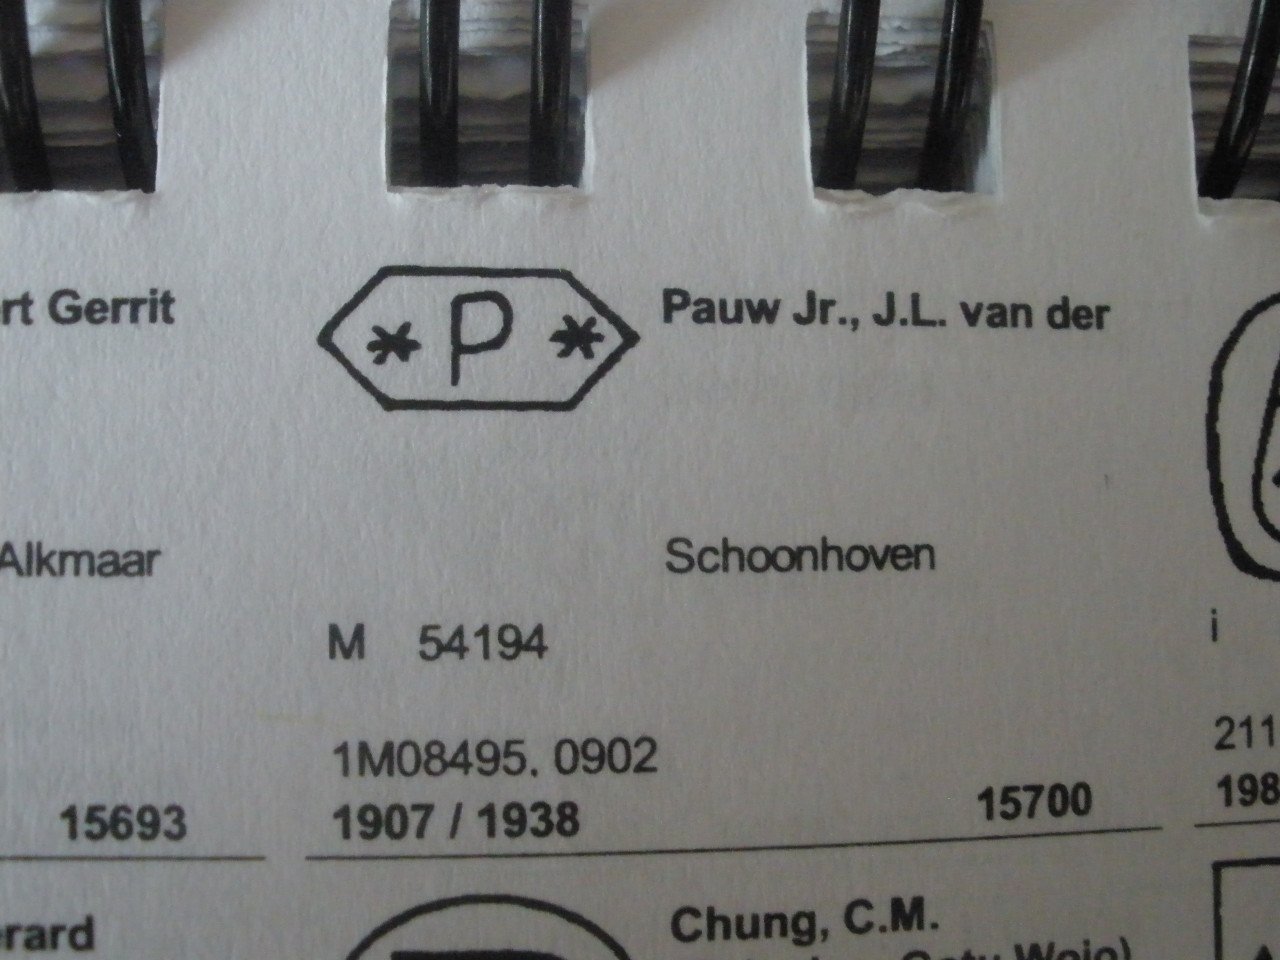 rt Gerrit
* P *
Pauw Jr., J.L. van der
Alkmaar
Schoonhoven
M 54194
i
1M08495. 0902
211
15693
1907 / 1938
15700
198
erard
Chung, C.M.